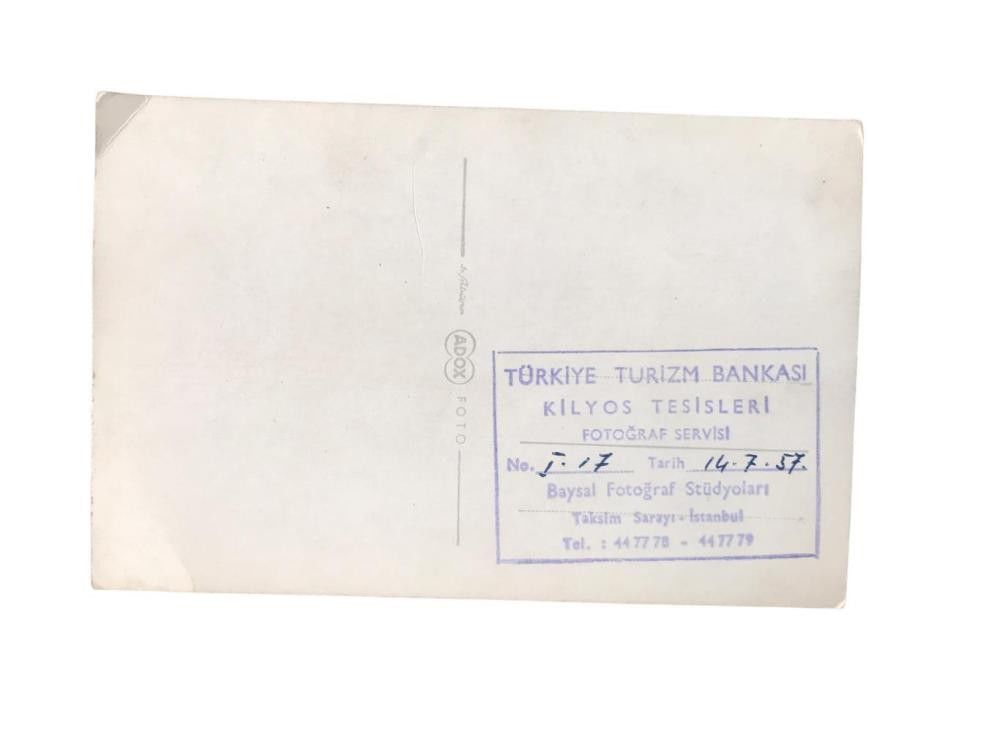 ADOX
FOTO
TÜRKİYE TURİZM BANKASI
KİLYOS TESİSLERİ
FOTOĞRAF SERVİSİ
No. I-17 Tarih 14.7.57.
Baysal Fotoğraf Stüdyoları
Taksim Sarayı - İstanbul
Tel. : 44 77 78 - 44 77 79